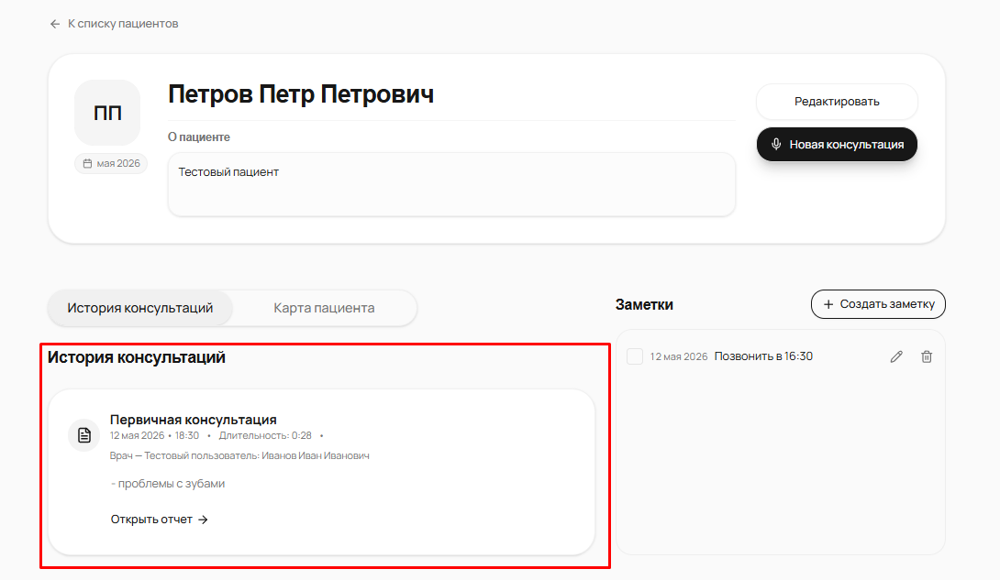 ← К списку пациентов
ПП
мая 2026
Петров Петр Петрович
О пациенте
Тестовый пациент
Редактировать
Новая консультация
История консультаций
Карта пациента
История консультаций
Первичная консультация
12 мая 2026 • 18:30 • Длительность: 0:28 •
Врач — Тестовый пользователь: Иванов Иван Иванович
- проблемы с зубами
Открыть отчет →
Заметки
+ Создать заметку
12 мая 2026 Позвонить в 16:30